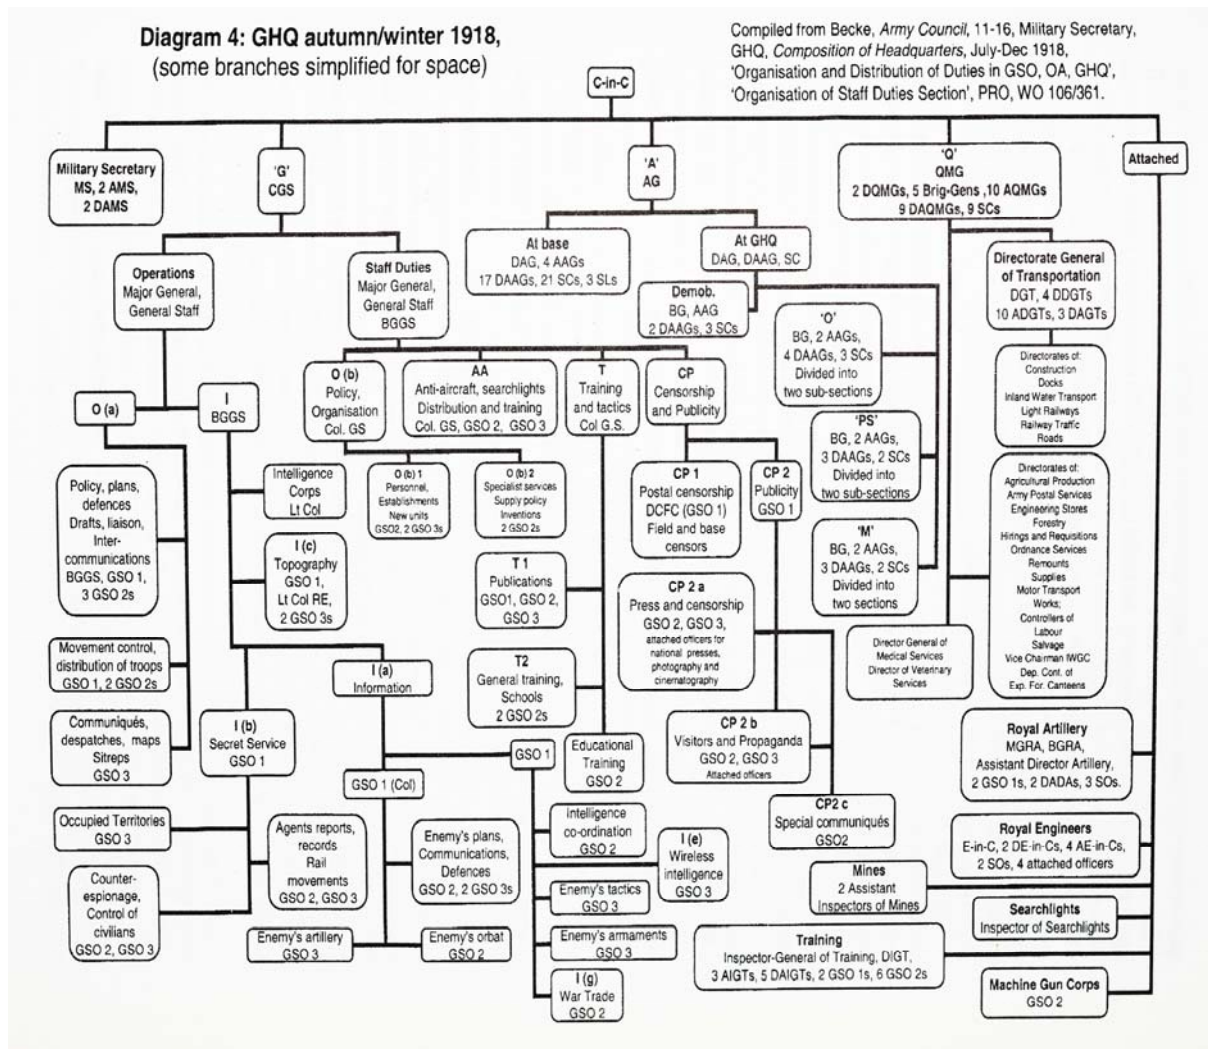 Diagram 4: GHQ autumn/winter 1918,
(some branches simplified for space)
Compiled from Becke, Army Council, 11-16, Military Secretary,
GHQ, Composition of Headquarters, July-Dec 1918,
‘Organisation and Distribution of Duties in GSO, OA, GHQ’,
‘Organisation of Staff Duties Section’, PRO, WO 106/361.
C-in-C
Military Secretary
MS, 2 AMS,
2 DAMS
‘G’
CGS
‘A’
AG
‘Q’
QMG
2 DQMGs, 5 Brig-Gens ,10 AQMGs
9 DAQMGs, 9 SCs
Attached
Operations
Major General,
General Staff
Staff Duties
Major General,
General Staff
BGGS
At base
DAG, 4 AAGs
17 DAAGs, 21 SCs, 3 SLs
At GHQ
DAG, DAAG, SC
Directorate General
of Transportation
DGT, 4 DDGTs
10 ADGTs, 3 DAGTs
Demob.
BG, AAG
2 DAAGs, 3 SCs
‘O’
BG, 2 AAGs,
4 DAAGs, 3 SCs
Divided into
two sub-sections
Directorates of:
Construction
Docks
Inland Water Transport
Light Railways
Railway Traffic
Roads
O (a)
I
BGGS
O (b)
Policy,
Organisation
Col. GS
AA
Anti-aircraft, searchlights
Distribution and training
Col. GS, GSO 2, GSO 3
T
Training
and tactics
Col G.S.
CP
Censorship
and Publicity
‘PS’
BG, 2 AAGs,
3 DAAGs, 2 SCs
Divided into
two sub-sections
Policy, plans,
defences
Drafts, liaison,
Inter-
communications
BGGS, GSO 1,
3 GSO 2s
Intelligence
Corps
Lt Col
O (b) 1
Personnel,
Establishments
New units
GSO2, 2 GSO 3s
O (b) 2
Specialist services
Supply policy
Inventions
2 GSO 2s
CP 1
Postal censorship
DCFC (GSO 1)
Field and base
censors
CP 2
Publicity
GSO 1
Directorates of:
Agricultural Production
Army Postal Services
Engineering Stores
Forestry
Hirings and Requisitions
Ordnance Services
Remounts
Supplies
Motor Transport
Works;
Controllers of
Labour
Salvage
Vice Chairman IWGC
Dep. Cont. of
Exp. For. Canteens
I (c)
Topography
GSO 1,
Lt Col RE,
2 GSO 3s
T 1
Publications
GSO1, GSO 2,
GSO 3
‘M’
BG, 2 AAGs,
3 DAAGs, 2 SCs
Divided into
two sections
CP 2 a
Press and censorship
GSO 2, GSO 3,
attached officers for
national presses,
photography and
cinematography
Director General of
Medical Services
Director of Veterinary
Services
Movement control,
distribution of troops
GSO 1, 2 GSO 2s
I (a)
Information
T2
General training,
Schools
2 GSO 2s
Communiqués,
despatches, maps
Sitreps
GSO 3
I (b)
Secret Service
GSO 1
GSO 1 (Col)
GSO 1
Educational
Training
GSO 2
CP 2 b
Visitors and Propaganda
GSO 2, GSO 3
Attached officers
Royal Artillery
MGRA, BGRA,
Assistant Director Artillery,
2 GSO 1s, 2 DADAs, 3 SOs.
Occupied Territories
GSO 3
Agents reports,
records
Rail
movements
GSO 2, GSO 3
Enemy's plans,
Communications,
Defences
GSO 2, 2 GSO 3s
Intelligence
co-ordination
GSO 2
I (e)
Wireless
intelligence
GSO 3
CP2 c
Special communiqués
GSO2
Royal Engineers
E-in-C, 2 DE-in-Cs, 4 AE-in-Cs,
2 SOs, 4 attached officers
Counter-
espionage,
Control of
civilians
GSO 2, GSO 3
Enemy's tactics
GSO 3
Mines
2 Assistant
Inspectors of Mines
Searchlights
Inspector of Searchlights
Enemy's artillery
GSO 3
Enemy's orbat
GSO 2
Enemy's armaments
GSO 3
Training
Inspector-General of Training, DIGT,
3 AIGTs, 5 DAIGTs, 2 GSO 1s, 6 GSO 2s
I (g)
War Trade
GSO 2
Machine Gun Corps
GSO 2